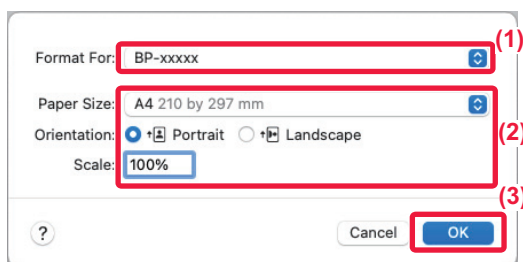 (1)
Format For: BP-xxxxx
Paper Size: A4 210 by 297 mm
Orientation: Portrait Landscape
(2)
Scale: 100%
(3)
? Cancel OK